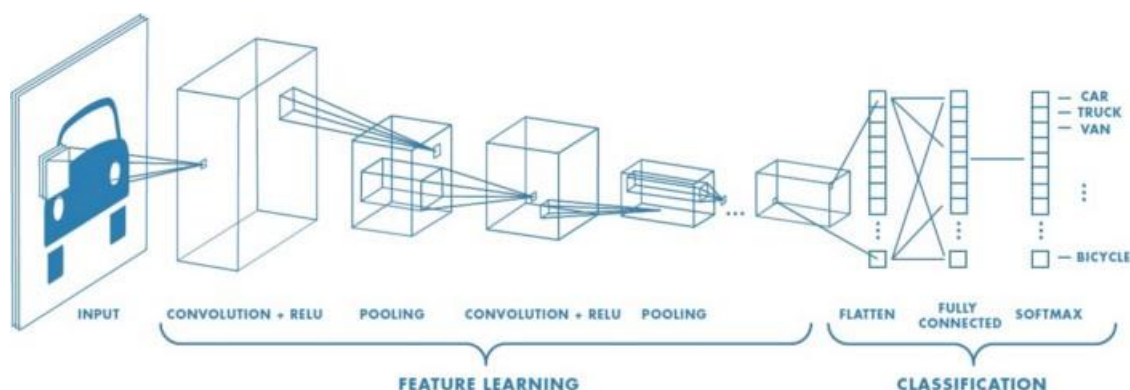 CAR
TRUCK
VAN
BICYCLE
INPUT
CONVOLUTION + RELU
POOLING
CONVOLUTION + RELU
POOLING
FLATTEN
FULLY
CONNECTED
SOFTMAX
FEATURE LEARNING
CLASSIFICATION